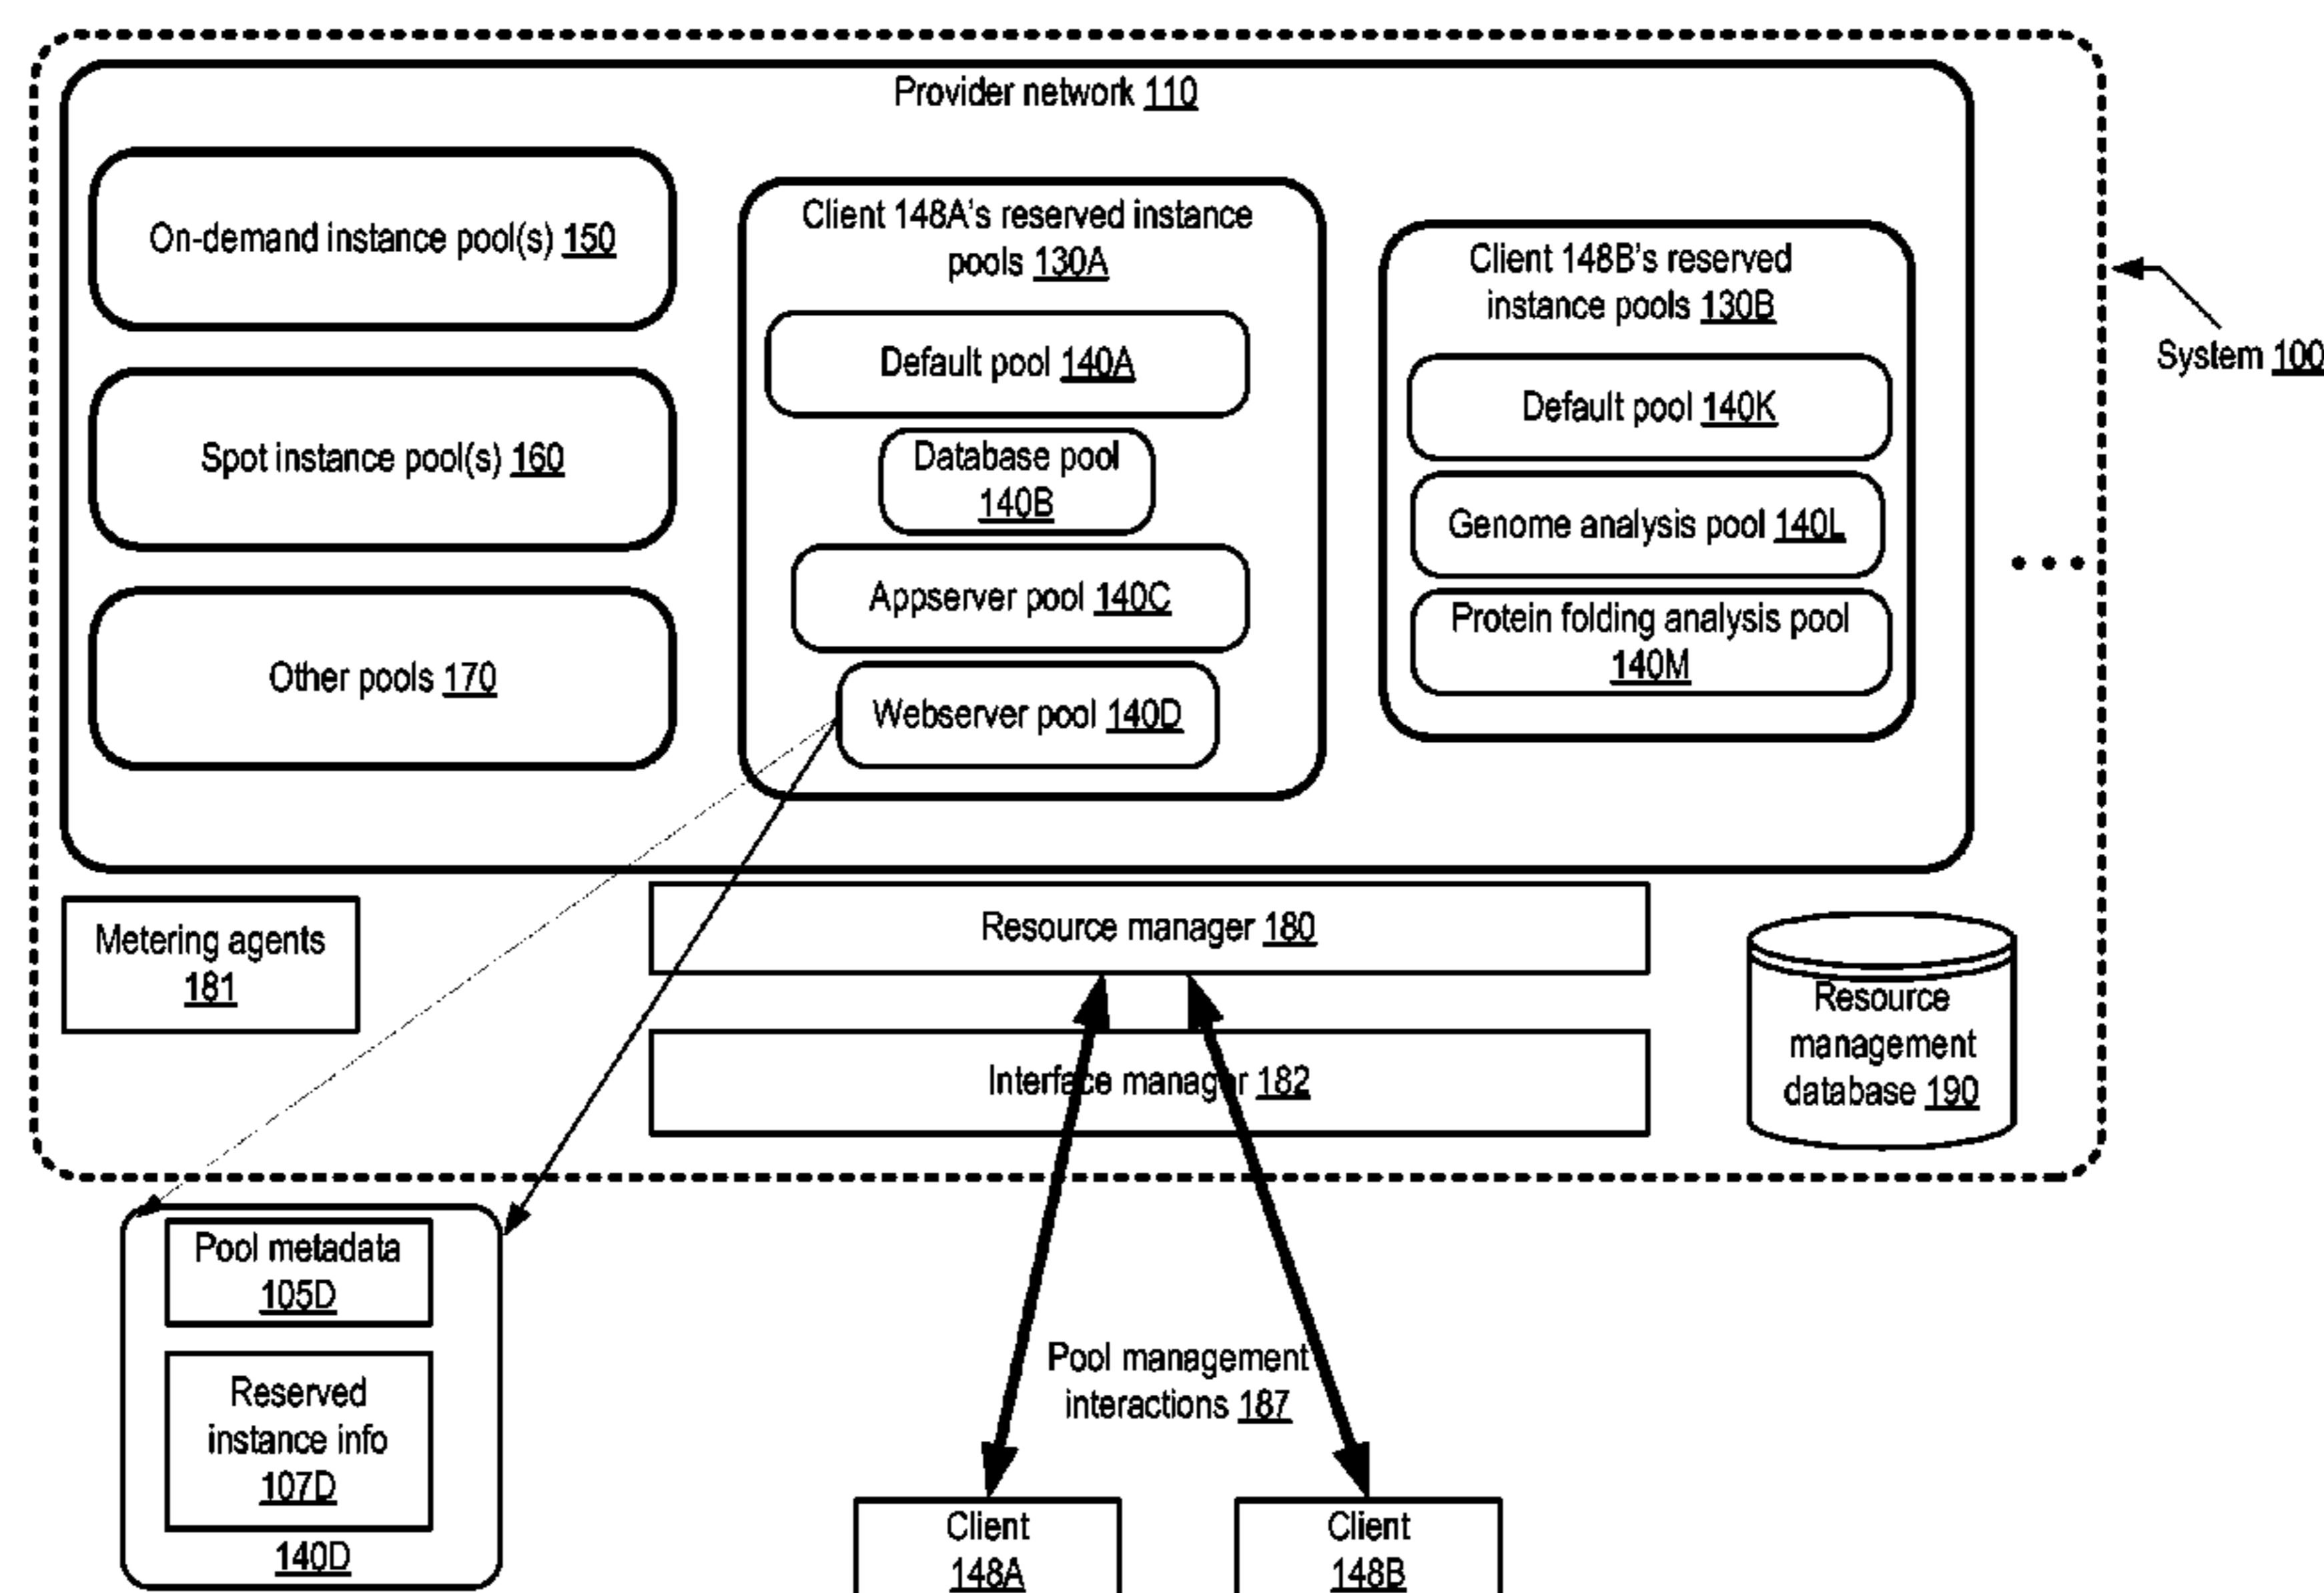 Provider network 110
On-demand instance pool(s) 150
Spot instance pool(s) 160
Other pools 170
Client 148A's reserved instance
pools 130A
Default pool 140A
Database pool
140B
Appserver pool 140C
Webserver pool 140D
Client 148B's reserved
instance pools 130B
Default pool 140K
Genome analysis pool 140L
Protein folding analysis pool
140M
...
System 100
Metering agents
181
Resource manager 180
Interface manager 182
Resource
management
database 190
Pool metadata
105D
Reserved
instance info
107D
140D
Pool management
interactions 187
Client
148A
Client
148B